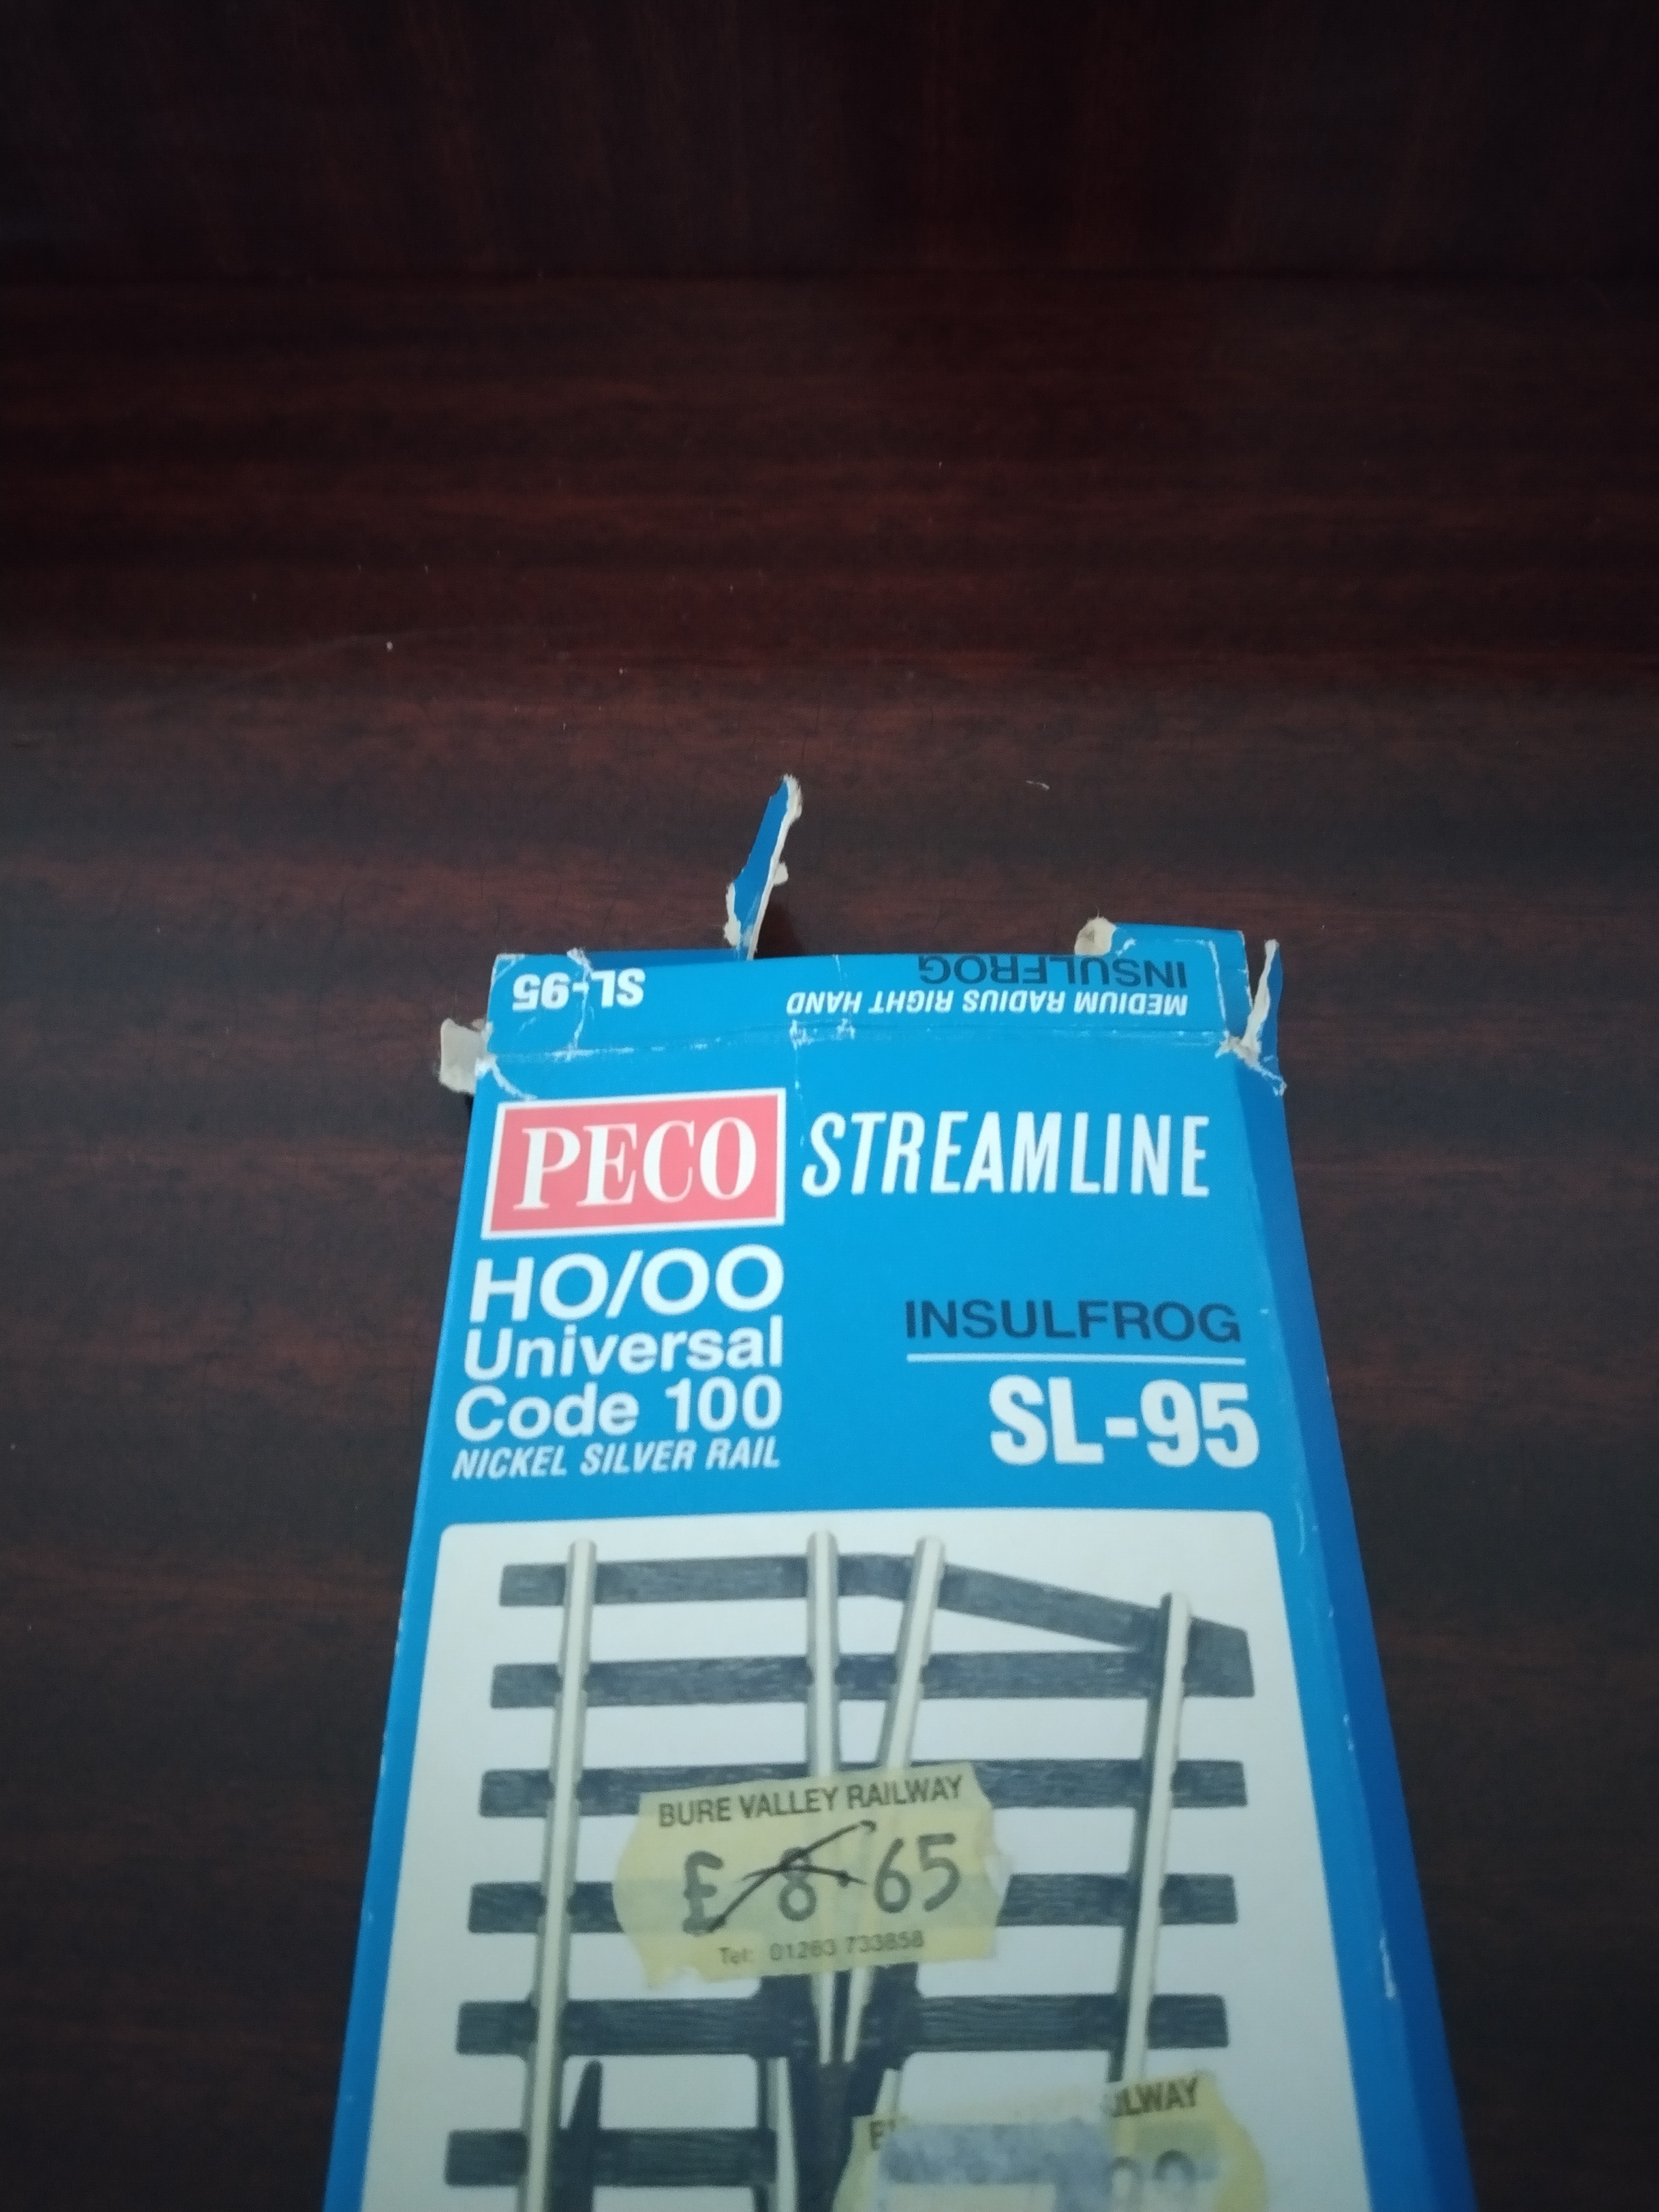 SL-95
INSULFROG
MEDIUM RADIUS RIGHT HAND
PECO STREAMLINE
HO/OO
Universal
Code 100
NICKEL SILVER RAIL
INSULFROG
SL-95
BURE VALLEY RAILWAY
£ 8.65
Tel: 01263 733858